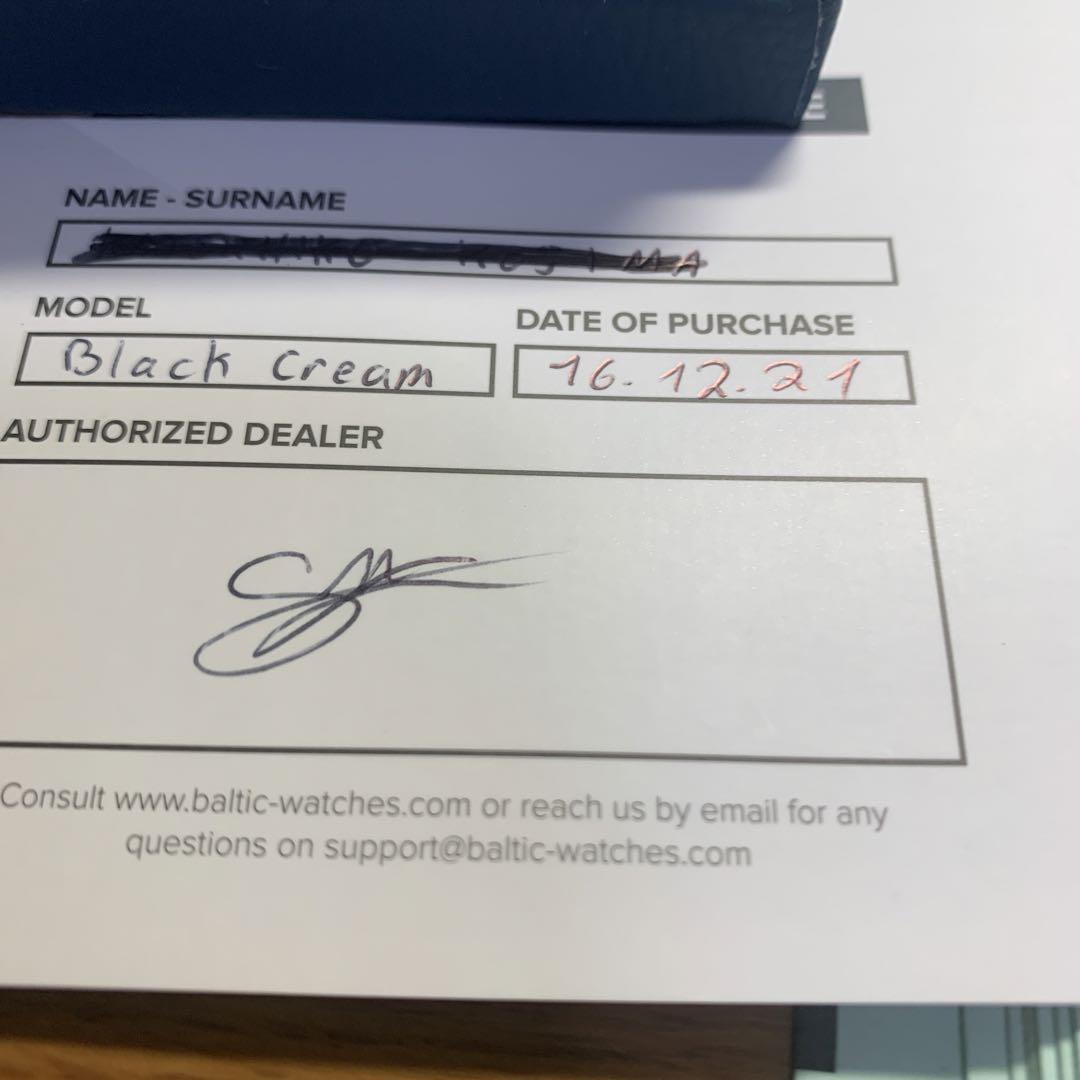 NAME - SURNAME
MODEL
DATE OF PURCHASE
Black Cream
16.12.21
AUTHORIZED DEALER
Consult www.baltic-watches.com or reach us by email for any
questions on support@baltic-watches.com